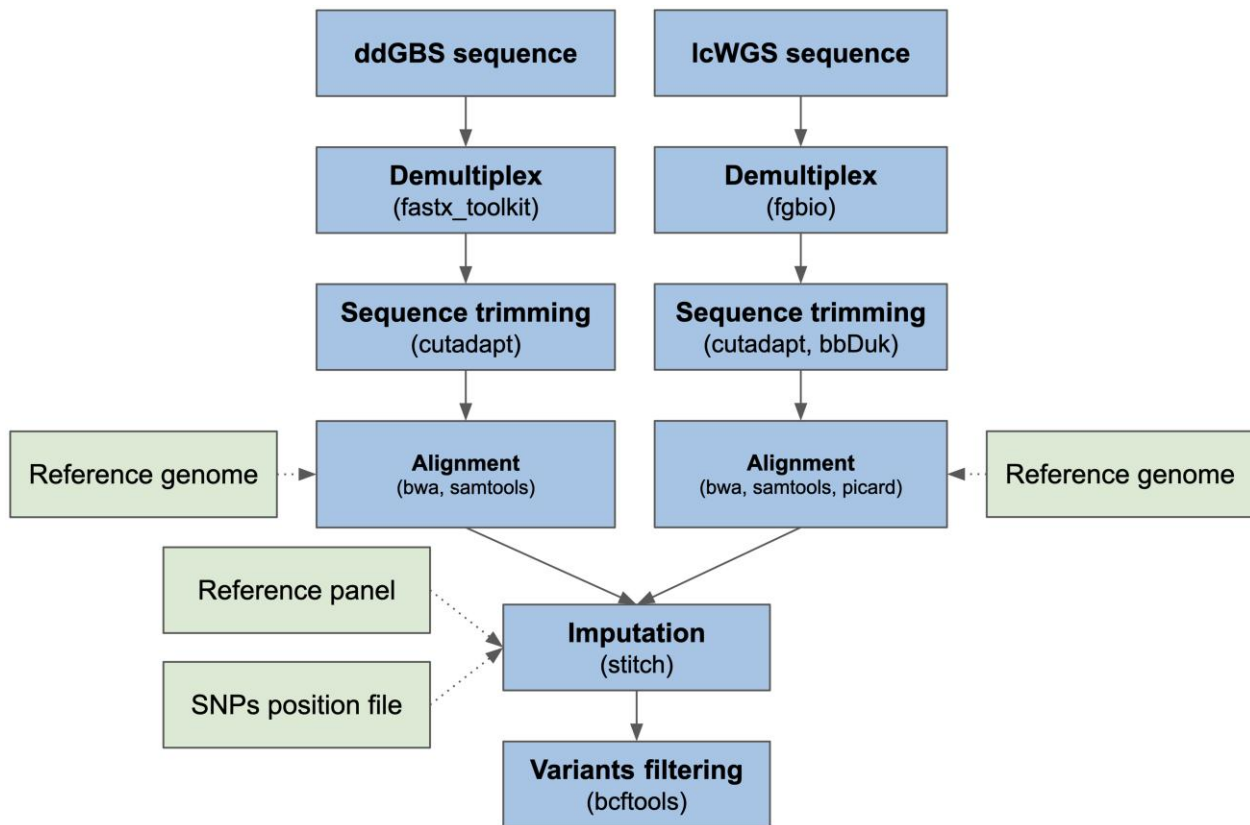 ddGBS sequence
lcWGS sequence
Demultiplex
(fastx_toolkit)
Demultiplex
(fgbio)
Sequence trimming
(cutadapt)
Sequence trimming
(cutadapt, bbDuk)
Reference genome
Alignment
(bwa, samtools)
Alignment
(bwa, samtools, picard)
Reference genome
Reference panel
SNPs position file
Imputation
(stitch)
Variants filtering
(bcftools)